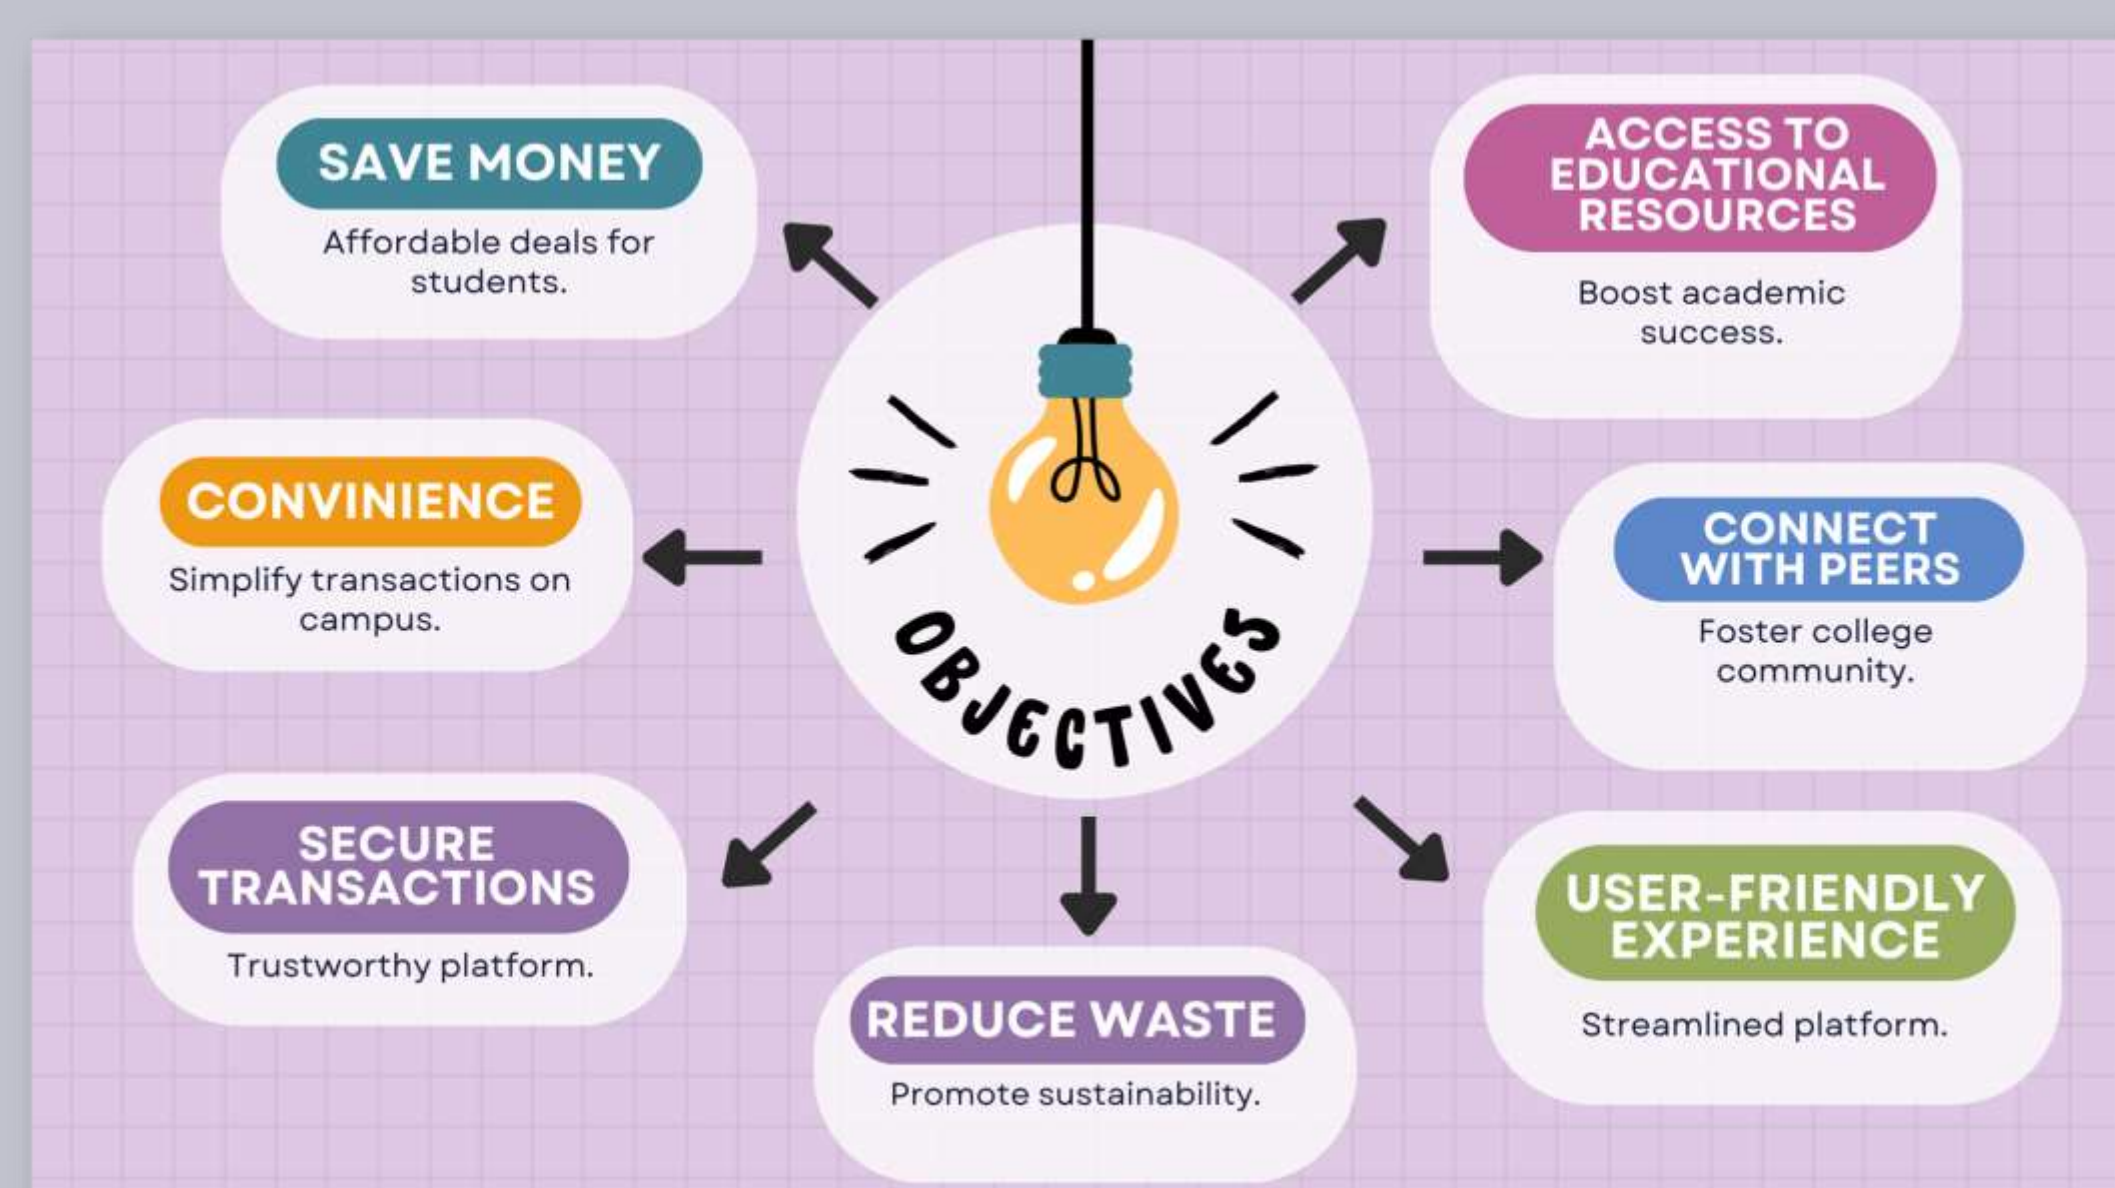 SAVE MONEY
Affordable deals for
students.
CONVINIENCE
Simplify transactions on
campus.
SECURE
TRANSACTIONS
Trustworthy platform.
OBJECTIVES
REDUCE WASTE
Promote sustainability.
ACCESS TO
EDUCATIONAL
RESOURCES
Boost academic
success.
CONNECT
WITH PEERS
Foster college
community.
USER-FRIENDLY
EXPERIENCE
Streamlined platform.